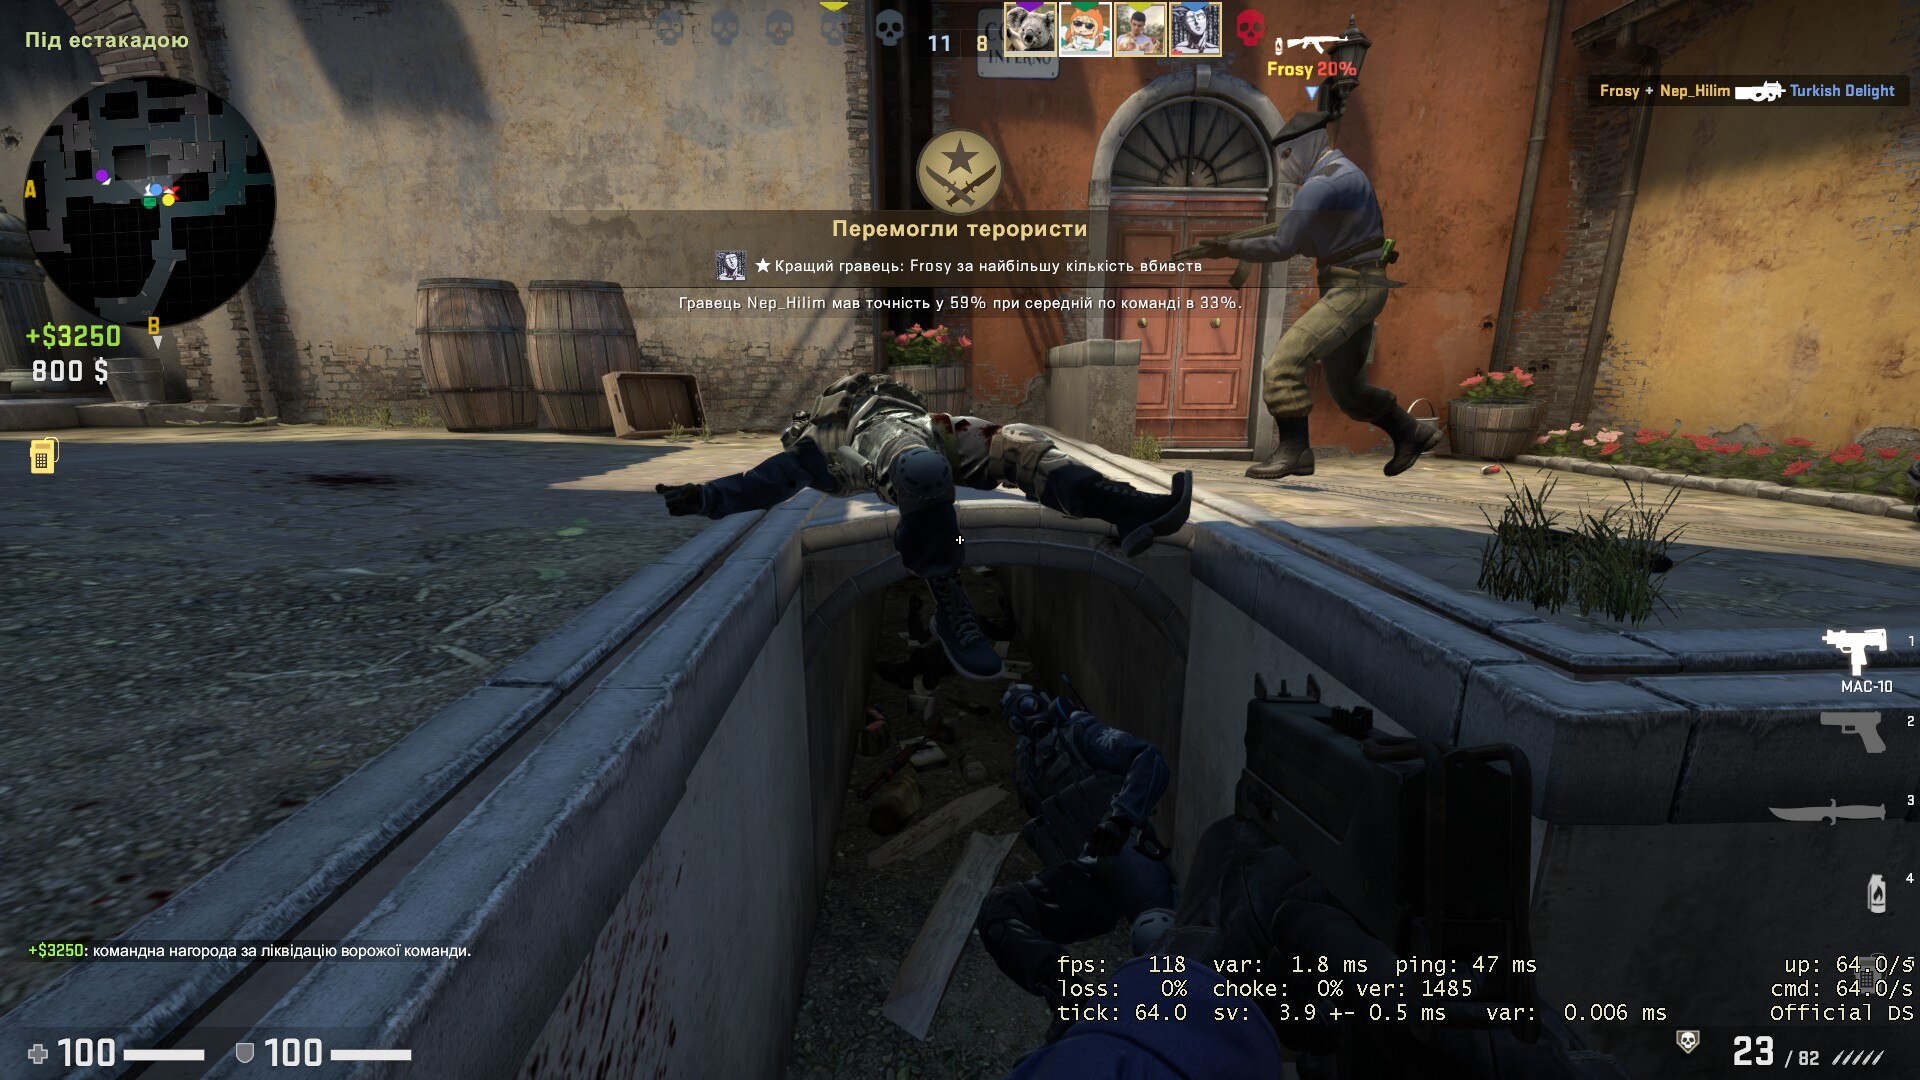 Під естакадою
11
8
INFERNO
Frosy 20%
Frosy + Nep_Hilim Turkish Delight
A
Перемогли терористи
★ Кращий гравець: Frosy за найбільшу кількість вбивств
Гравець Nep_Hilim мав точність у 59% при середній по команді в 33%.
B
+$3250
800 $
1
MAC-10
2
3
4
+$3250: командна нагорода за ліквідацію ворожої команди.
fps: 118 var: 1.8 ms ping: 47 ms up: 64.0/s
loss: 0% choke: 0% ver: 1485 cmd: 64.0/s
tick: 64.0 sv: 3.9 +- 0.5 ms var: 0.006 ms Official DS
100 100
23 / 82